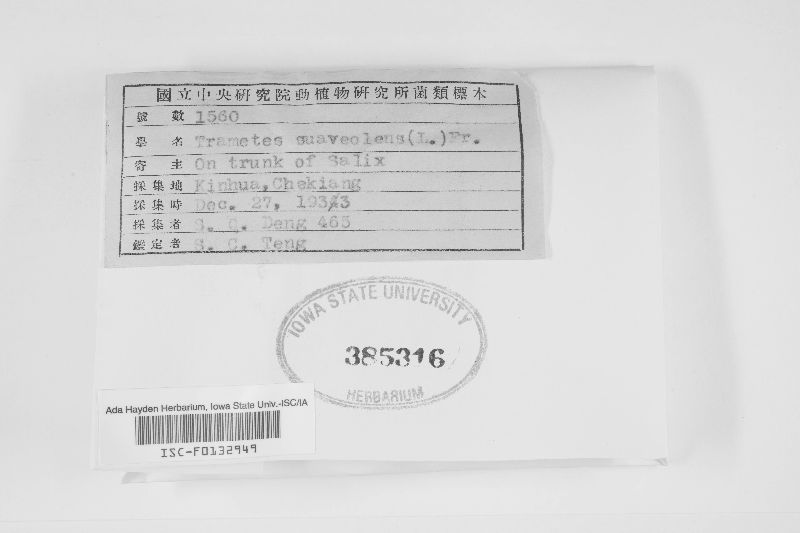 國立中央研究院動植物研究所菌類標本
號數 1560
學名 Trametes suaveolens(L.)Fr.
寄主 On trunk of Salix
採集地 Kinhua,Chekiang
採集時 Dec. 27, 1933
採集者 S. Q. Deng 465
鑑定者 S. C. Teng
IOWA STATE UNIVERSITY
385316
HERBARIUM
Ada Hayden Herbarium, Iowa State Univ.-ISC/IA
ISC-F0132949